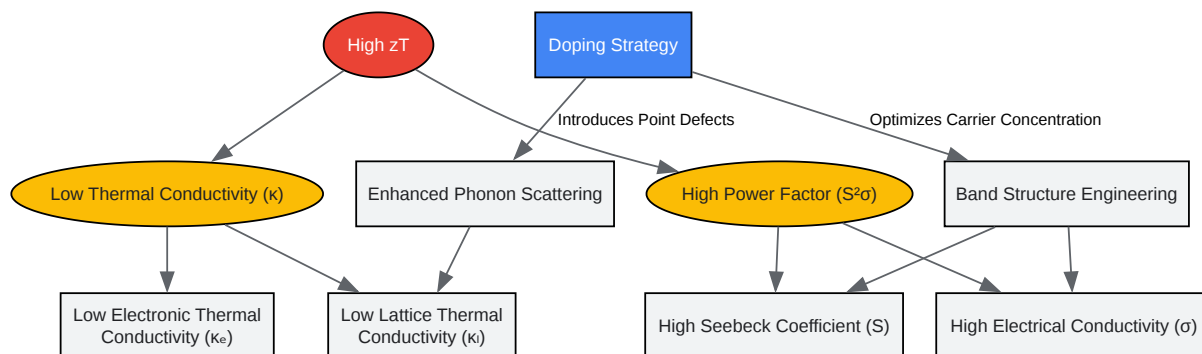 High zT
Doping Strategy
Introduces Point Defects
Optimizes Carrier Concentration
Low Thermal Conductivity (κ)
Enhanced Phonon Scattering
High Power Factor (S²σ)
Band Structure Engineering
Low Electronic Thermal
Conductivity (κₑ)
Low Lattice Thermal
Conductivity (κₗ)
High Seebeck Coefficient (S)
High Electrical Conductivity (σ)